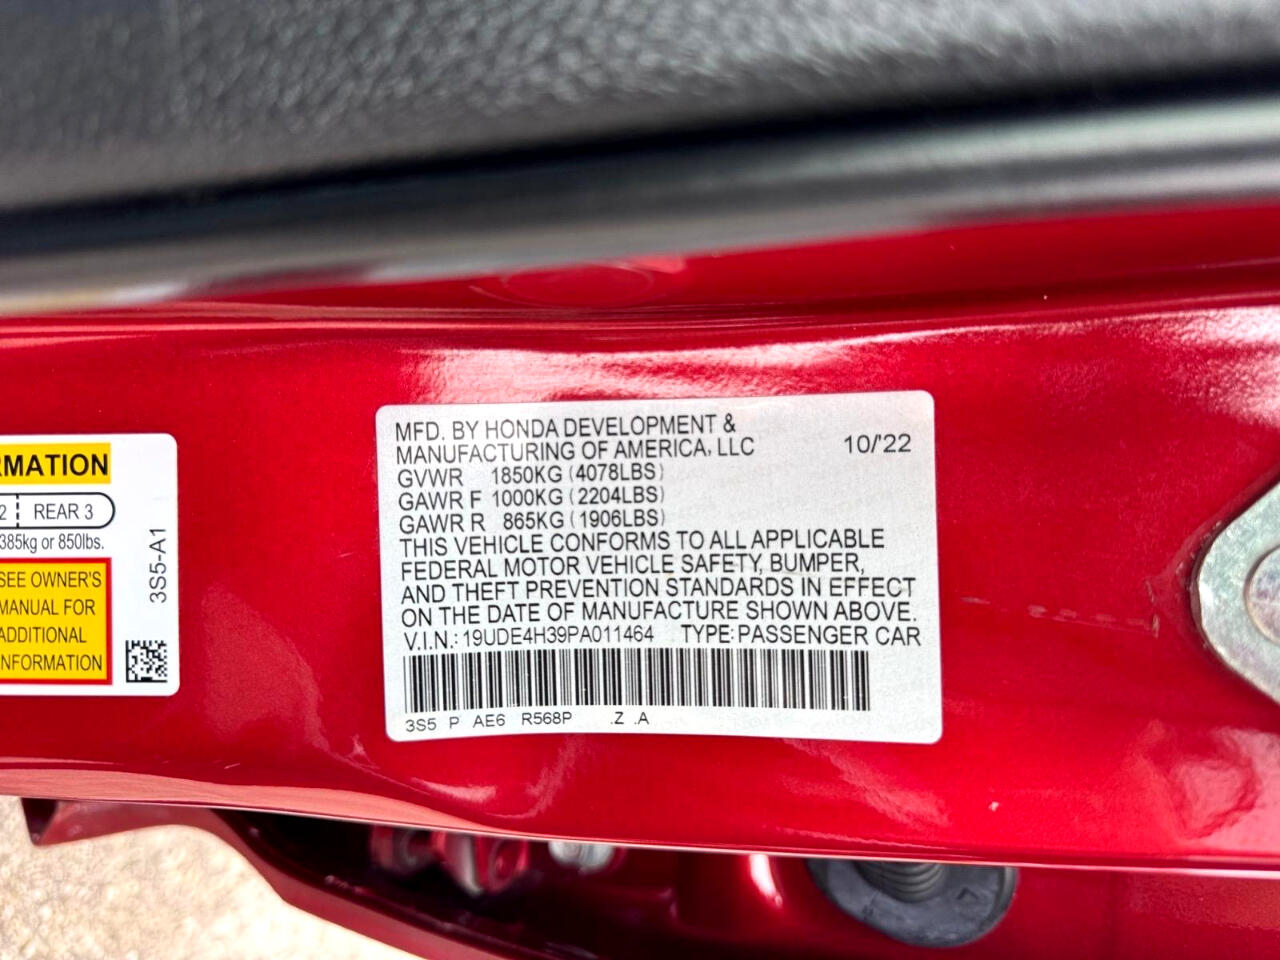 RMATION
2 REAR 3
385kg or 850lbs.
SEE OWNER'S
MANUAL FOR
ADDITIONAL
INFORMATION
3S5-A1
MFD. BY HONDA DEVELOPMENT &
MANUFACTURING OF AMERICA, LLC 10/'22
GVWR 1850KG (4078LBS)
GAWR F 1000KG (2204LBS)
GAWR R 865KG (1906LBS)
THIS VEHICLE CONFORMS TO ALL APPLICABLE
FEDERAL MOTOR VEHICLE SAFETY, BUMPER,
AND THEFT PREVENTION STANDARDS IN EFFECT
ON THE DATE OF MANUFACTURE SHOWN ABOVE.
V.I.N.: 19UDE4H39PA011464 TYPE: PASSENGER CAR
3S5 P AE6 R568P .Z .A